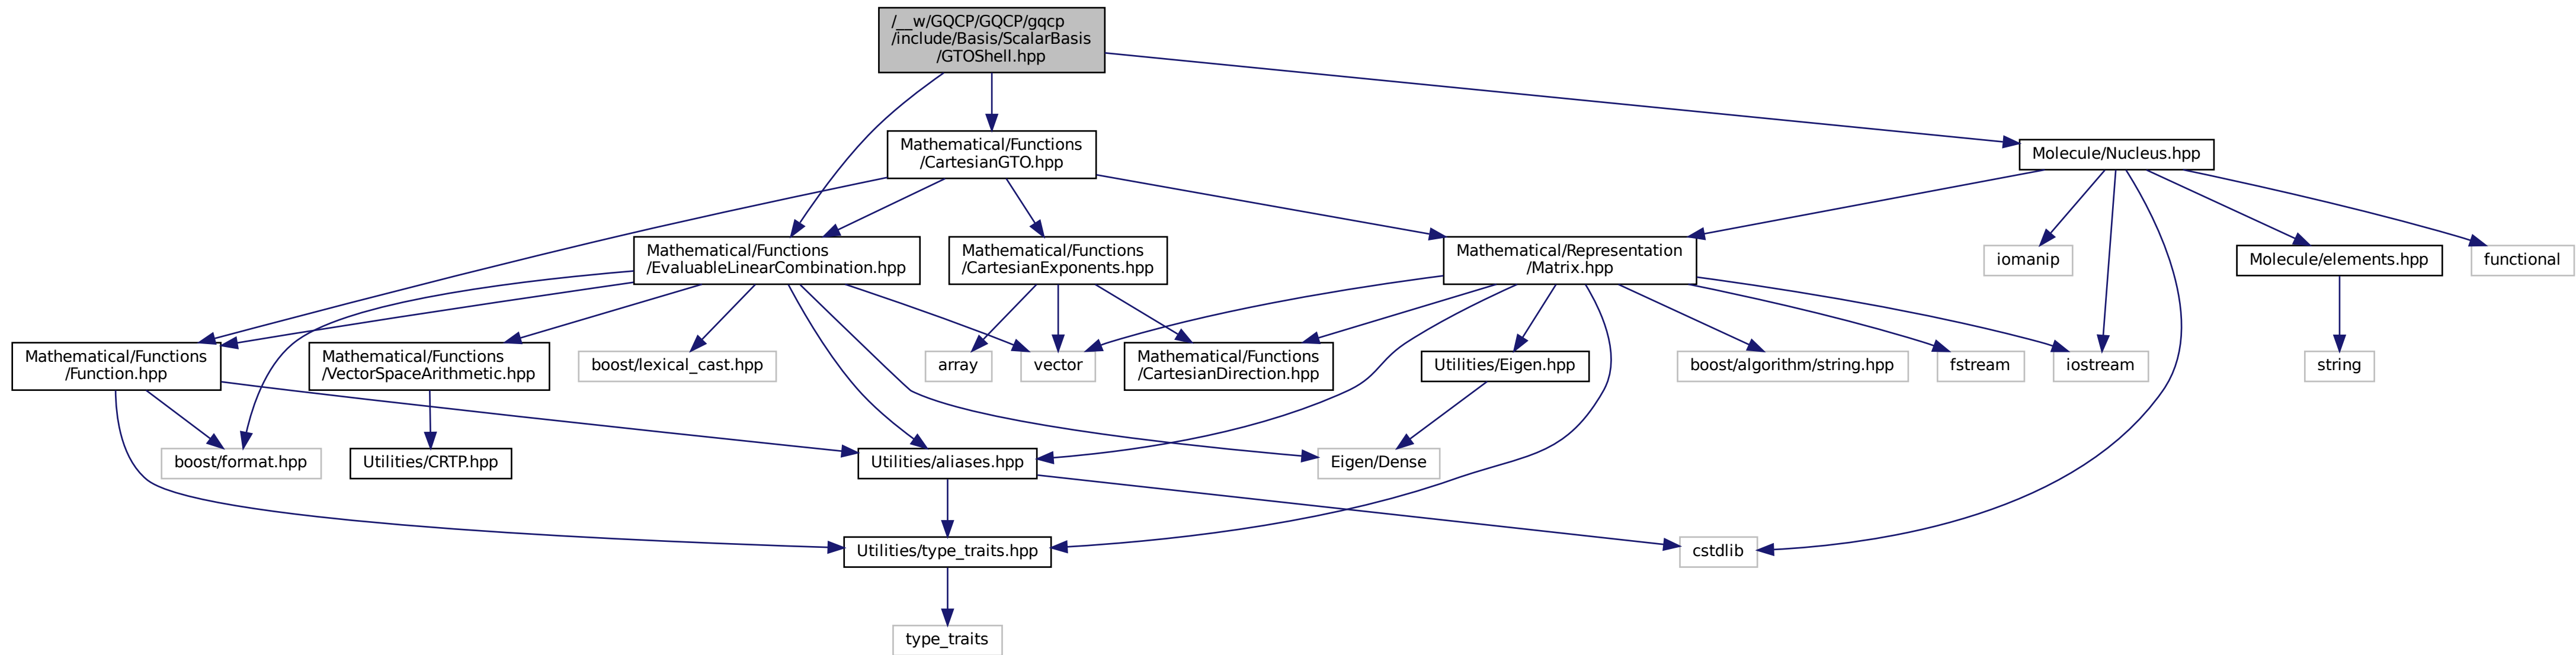 /__w/GQCP/GQCP/gqcp
/include/Basis/ScalarBasis
/GTOShell.hpp
Mathematical/Functions
/CartesianGTO.hpp
Molecule/Nucleus.hpp
Mathematical/Functions
/EvaluableLinearCombination.hpp
Mathematical/Functions
/CartesianExponents.hpp
Mathematical/Representation
/Matrix.hpp
iomanip
Molecule/elements.hpp
functional
Mathematical/Functions
/Function.hpp
Mathematical/Functions
/VectorSpaceArithmetic.hpp
boost/lexical_cast.hpp
array
vector
Mathematical/Functions
/CartesianDirection.hpp
Utilities/Eigen.hpp
boost/algorithm/string.hpp
fstream
iostream
string
boost/format.hpp
Utilities/CRTP.hpp
Utilities/aliases.hpp
Eigen/Dense
Utilities/type_traits.hpp
cstdlib
type_traits